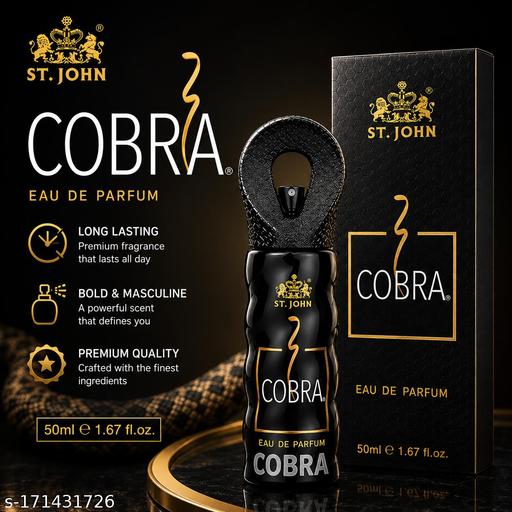 ST. JOHN
®
COBRA®
EAU DE PARFUM
LONG LASTING
Premium fragrance
that lasts all day
BOLD & MASCULINE
A powerful scent
that defines you
PREMIUM QUALITY
Crafted with the finest
ingredients
50ml ℮ 1.67 fl.oz.
ST. JOHN
COBRA®
EAU DE PARFUM
COBRA
®
ST. JOHN
COBRA®
EAU DE PARFUM
50ml ℮ 1.67 fl.oz.
s-171431726